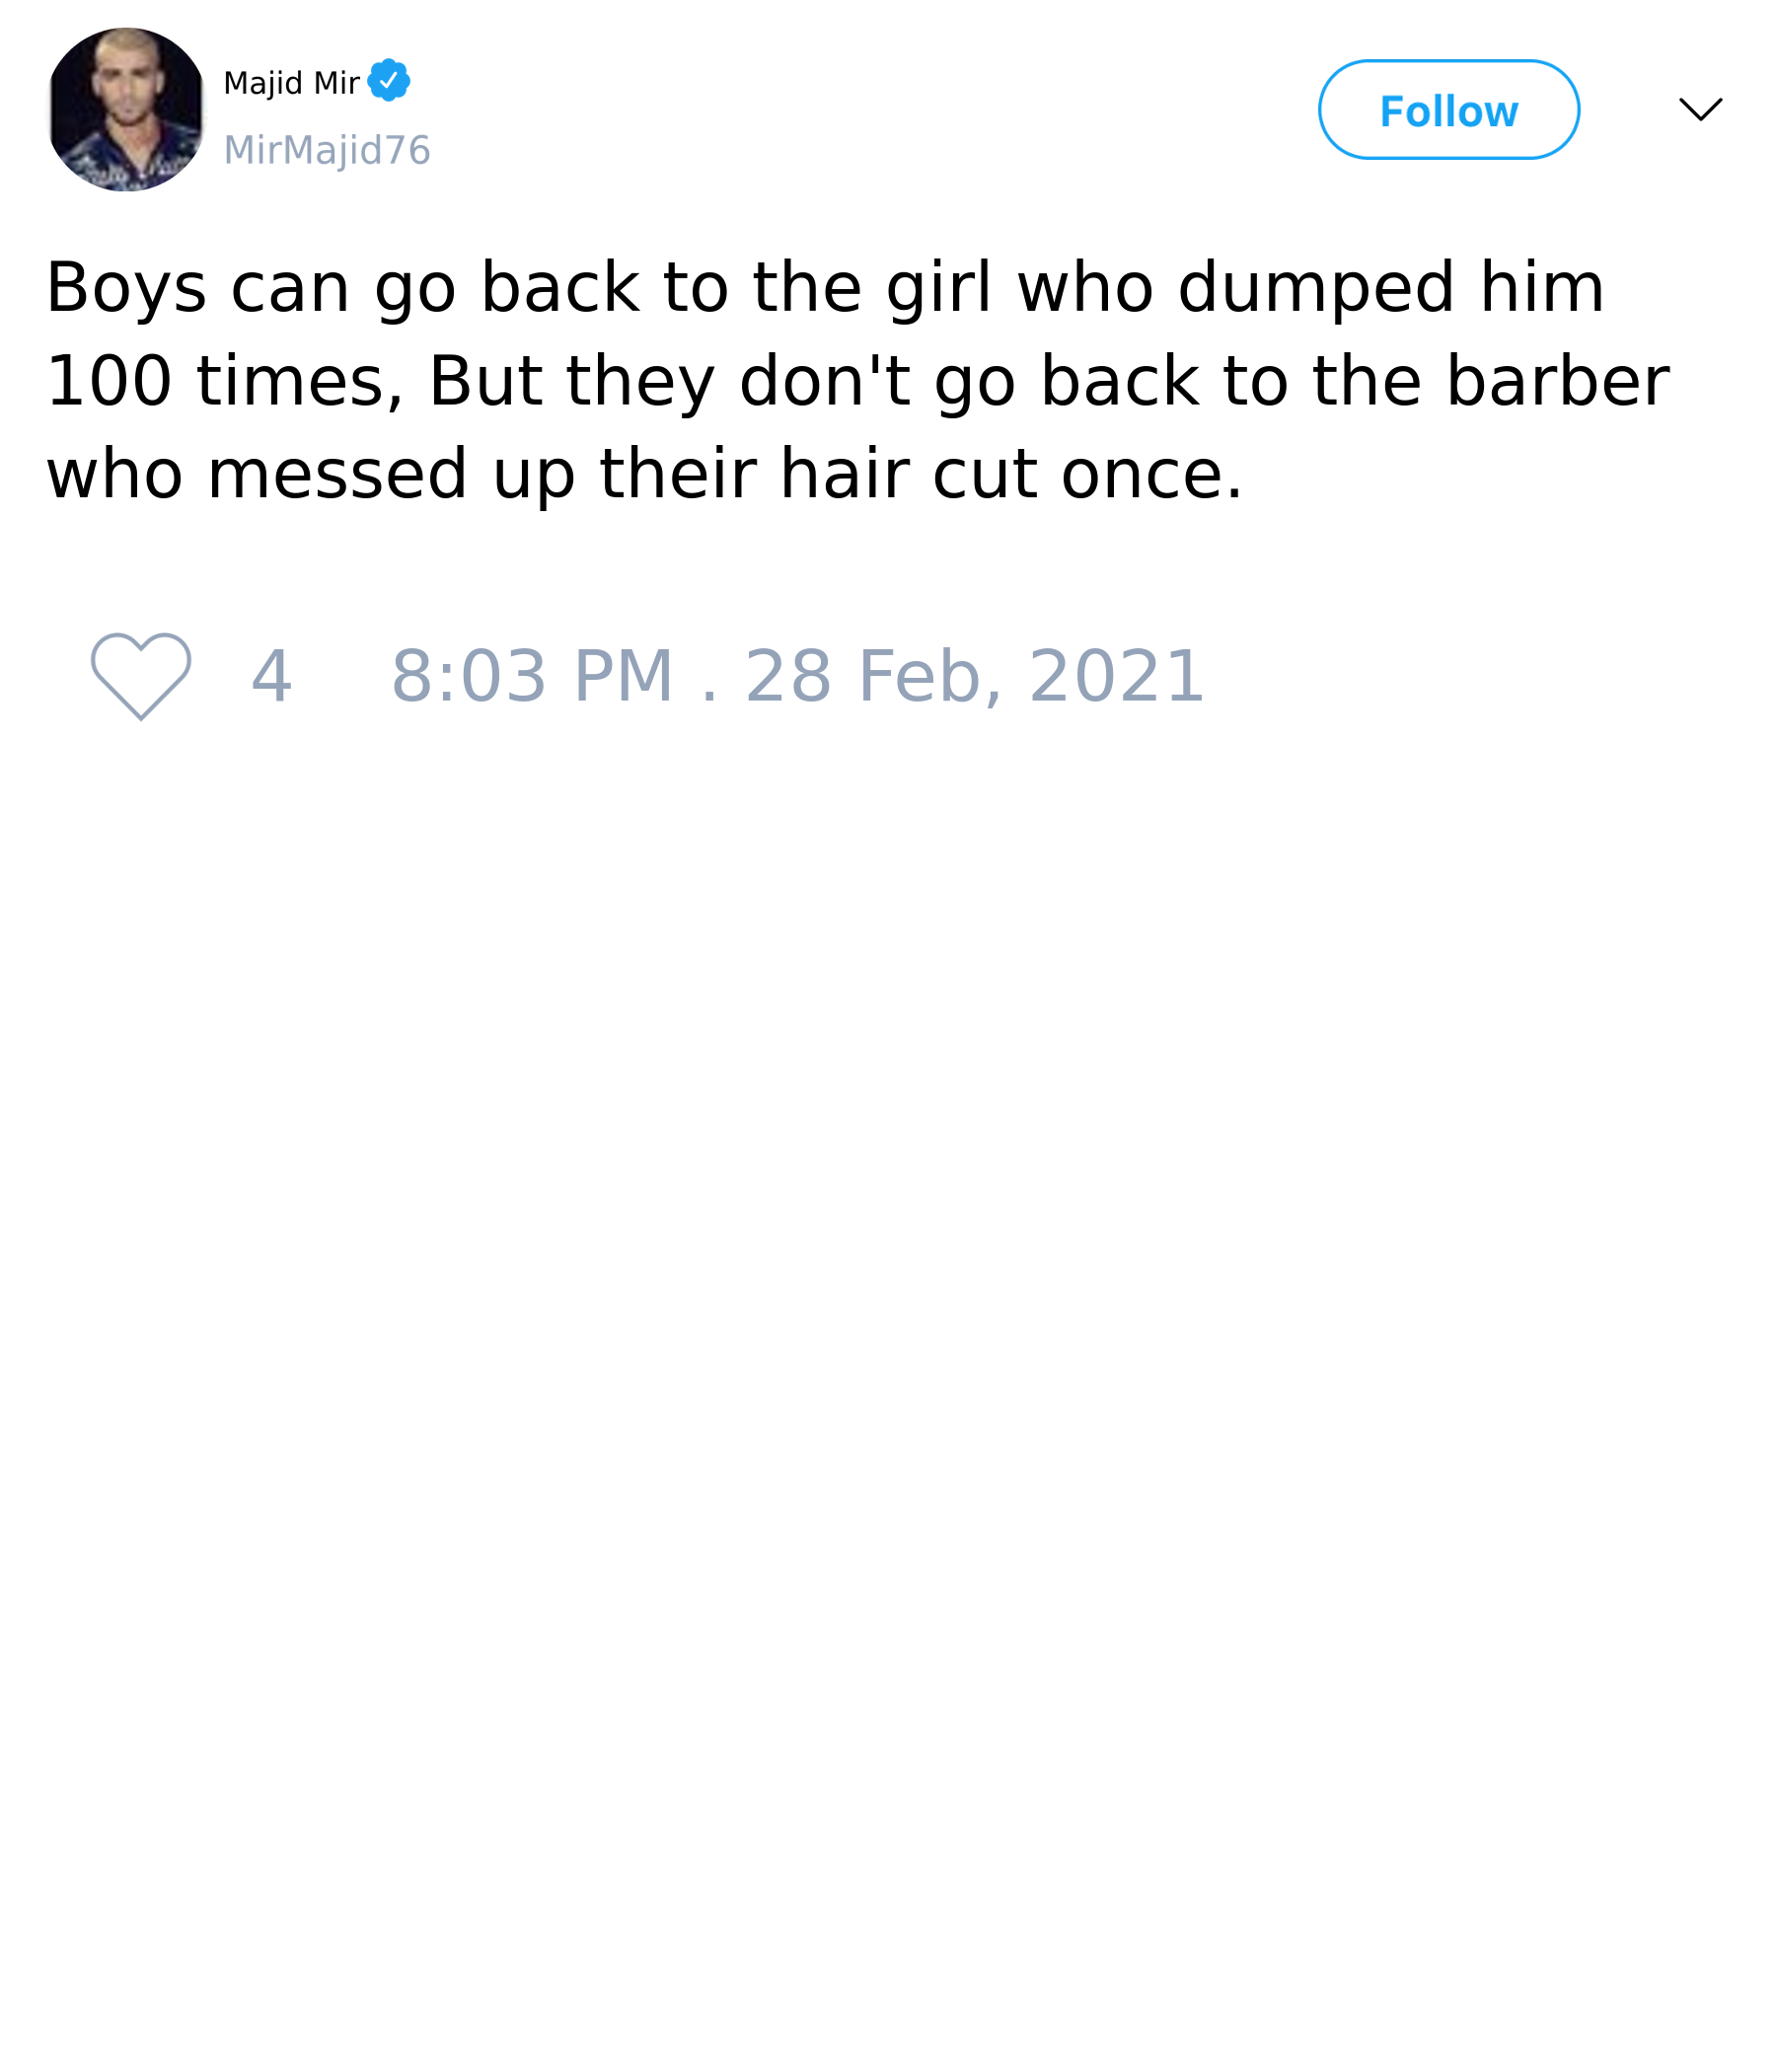 Majid Mir
MirMajid76
Follow
Boys can go back to the girl who dumped him
100 times, But they don't go back to the barber
who messed up their hair cut once.
4 8:03 PM . 28 Feb, 2021